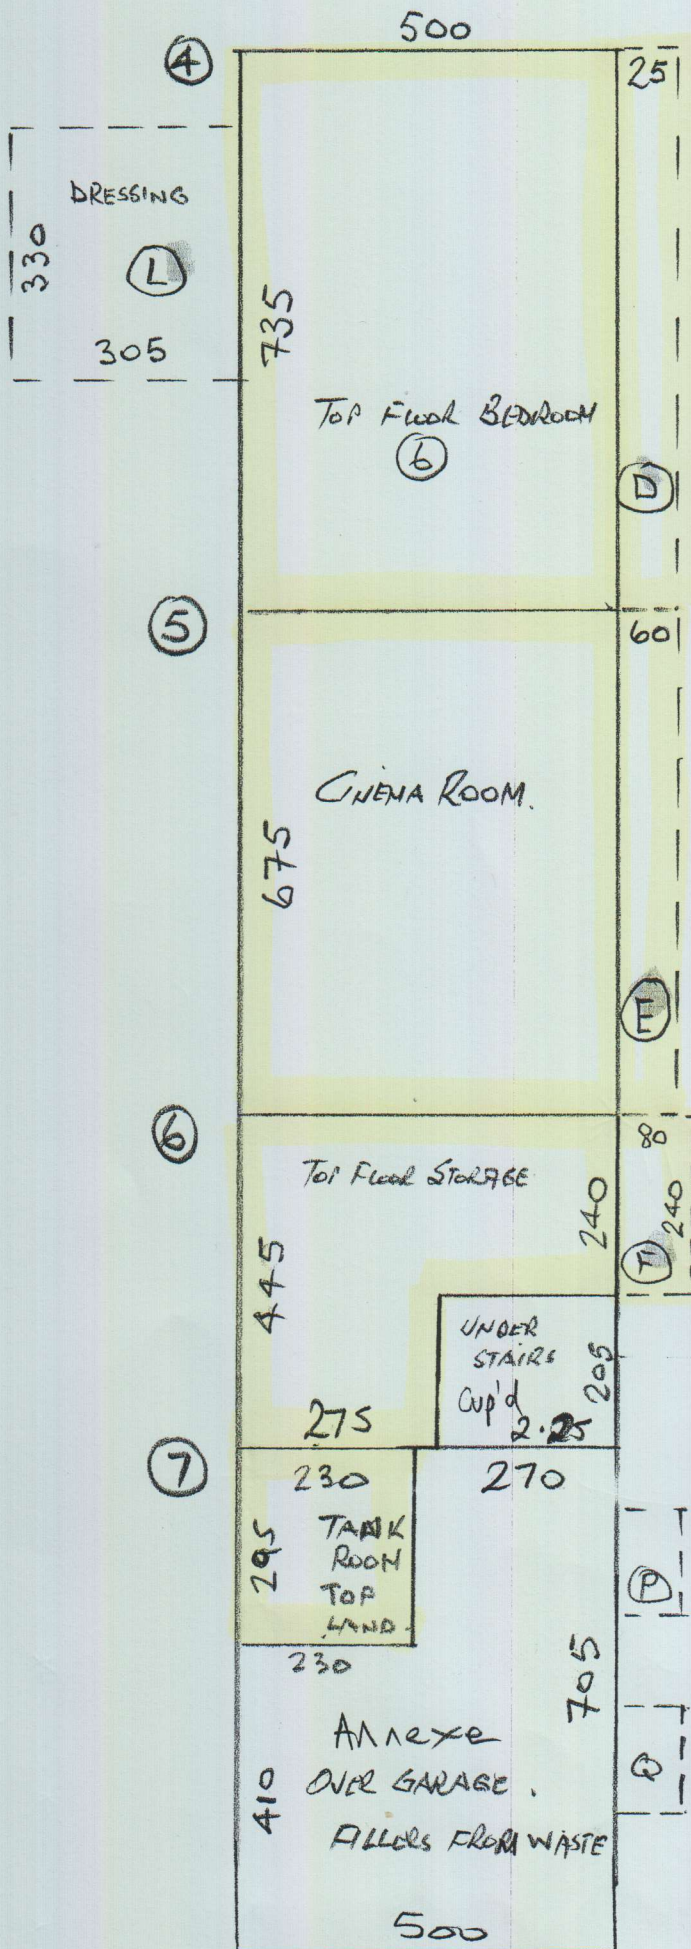 500
④
25
DRESSING
330
Ⓛ
305
735
TOP FLOOR BEDROOM
⑥
Ⓓ
⑤
60
CINEMA ROOM.
675
Ⓔ
⑥
80
TOP FLOOR STORAGE
240
240
Ⓣ
445
UNDER
STAIRS
Cup'd
205
2.25
275
⑦
230
270
295
TANK
ROOM
TOP
LAND.
Ⓟ
230
705
Annexe
OVER GARAGE.
Q
410
FILLERS FROM WASTE
500